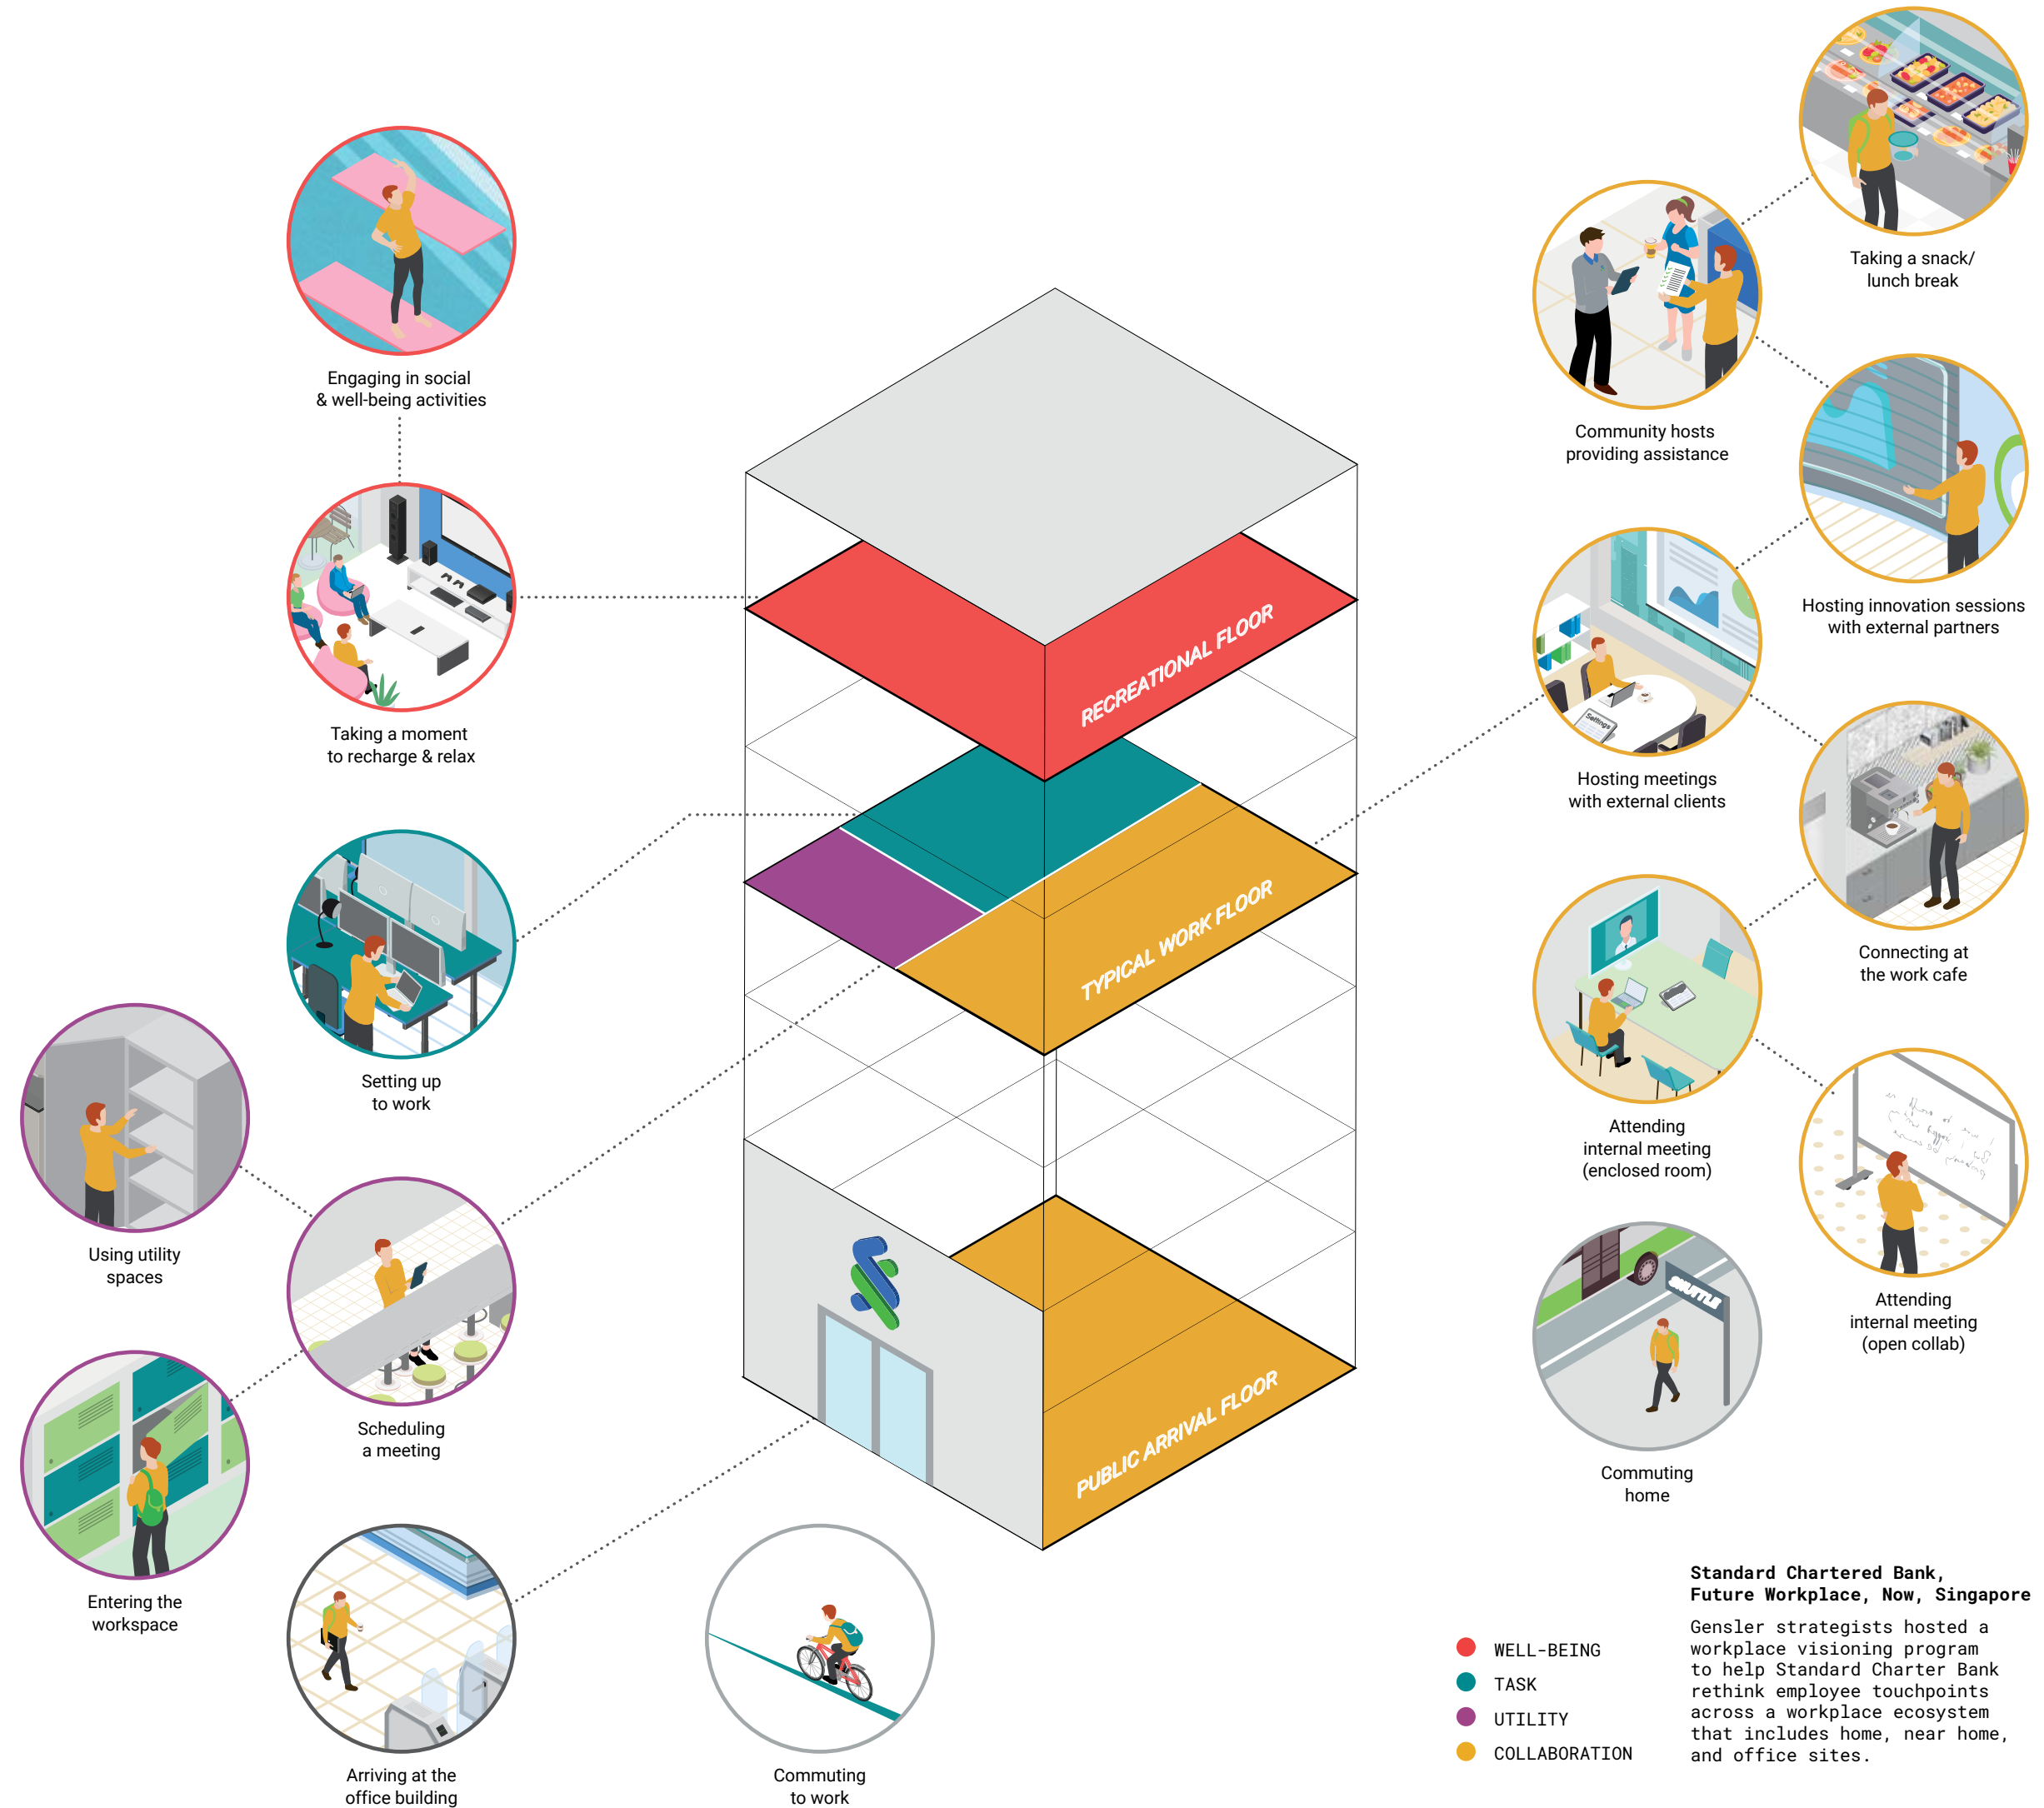 Taking a snack/
lunch break
Engaging in social
& well-being activities
Community hosts
providing assistance
Hosting innovation sessions
with external partners
RECREATIONAL FLOOR
Taking a moment
to recharge & relax
Settings
Hosting meetings
with external clients
TYPICAL WORK FLOOR
Connecting at
the work cafe
Setting up
to work
Attending
internal meeting
(enclosed room)
Using utility
spaces
SHUTTLE
Attending
internal meeting
(open collab)
Scheduling
a meeting
PUBLIC ARRIVAL FLOOR
Commuting
home
Entering the
workspace
Arriving at the
office building
Commuting
to work
WELL-BEING
TASK
UTILITY
COLLABORATION
Standard Chartered Bank,
Future Workplace, Now, Singapore
Gensler strategists hosted a
workplace visioning program
to help Standard Charter Bank
rethink employee touchpoints
across a workplace ecosystem
that includes home, near home,
and office sites.